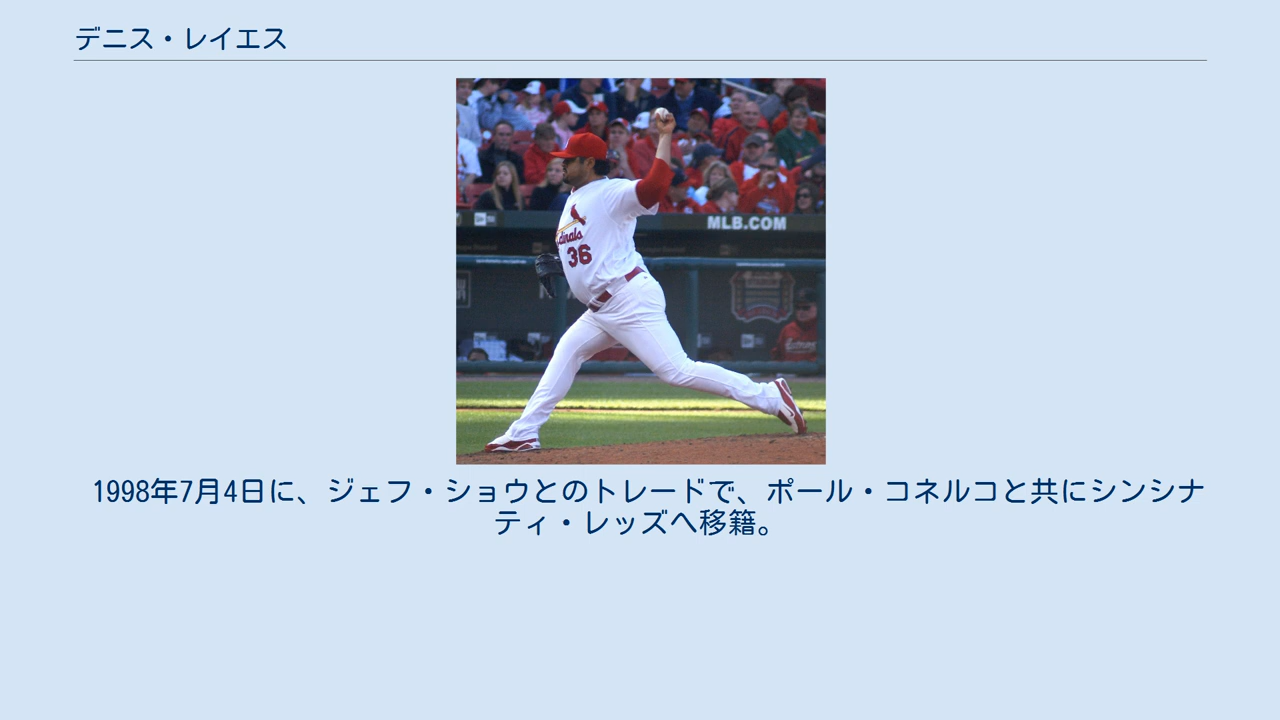 デニス・レイエス
MLB.COM
dinals
36
1998年7月4日に、ジェフ・ショウとのトレードで、ポール・コネルコと共にシンシナ
ティ・レッズへ移籍。